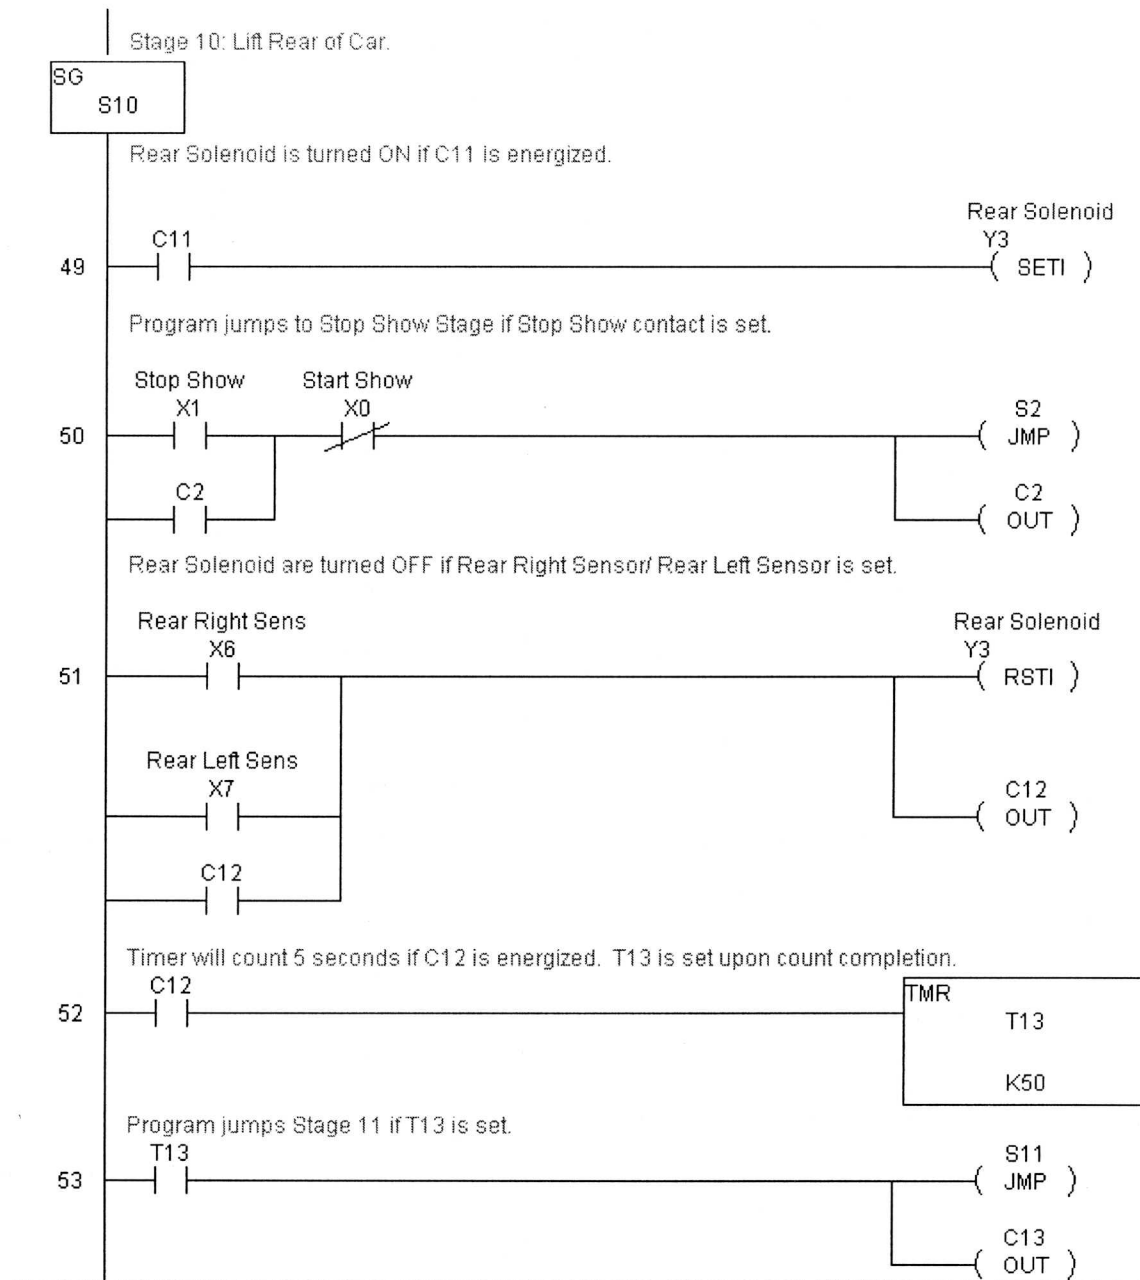 Stage 10: Lift Rear of Car.
SG
S10
Rear Solenoid is turned ON if C11 is energized.
Rear Solenoid
C11 Y3
49 SETI
Program jumps to Stop Show Stage if Stop Show contact is set.
Stop Show Start Show
X1 X0 S2
50 JMP
C2 C2
OUT
Rear Solenoid are turned OFF if Rear Right Sensor/ Rear Left Sensor is set.
Rear Right Sens Rear Solenoid
X6 Y3
51 RSTI
Rear Left Sens
X7 C12
OUT
C12
Timer will count 5 seconds if C12 is energized. T13 is set upon count completion.
C12 TMR
52 T13
K50
Program jumps Stage 11 if T13 is set.
T13 S11
53 JMP
C13
OUT